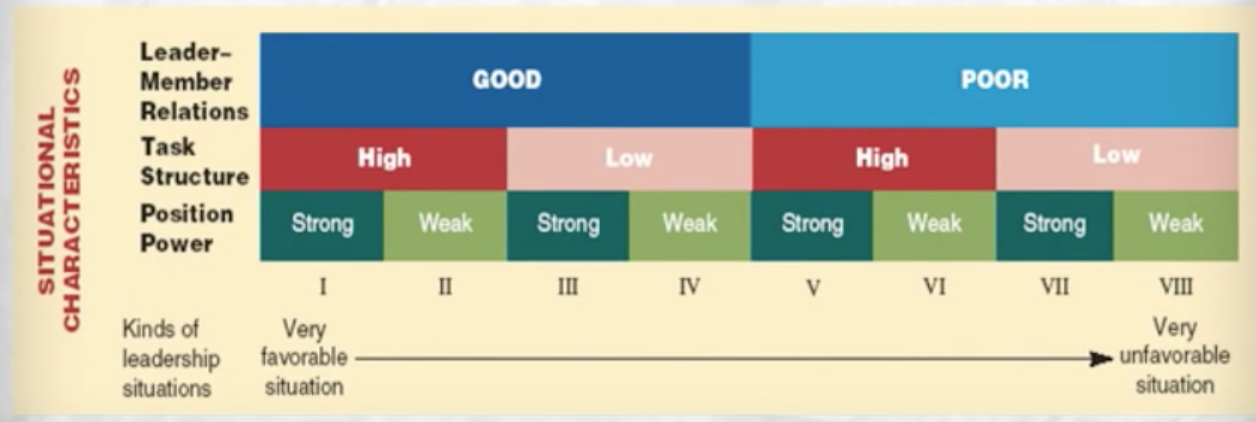 SITUATIONAL
CHARACTERISTICS
Leader–
Member
Relations
GOOD
POOR
Task
Structure
High
Low
High
Low
Position
Power
Strong
Weak
Strong
Weak
Strong
Weak
Strong
Weak
I
II
III
IV
V
VI
VII
VIII
Kinds of
leadership
situations
Very
favorable
situation
Very
unfavorable
situation